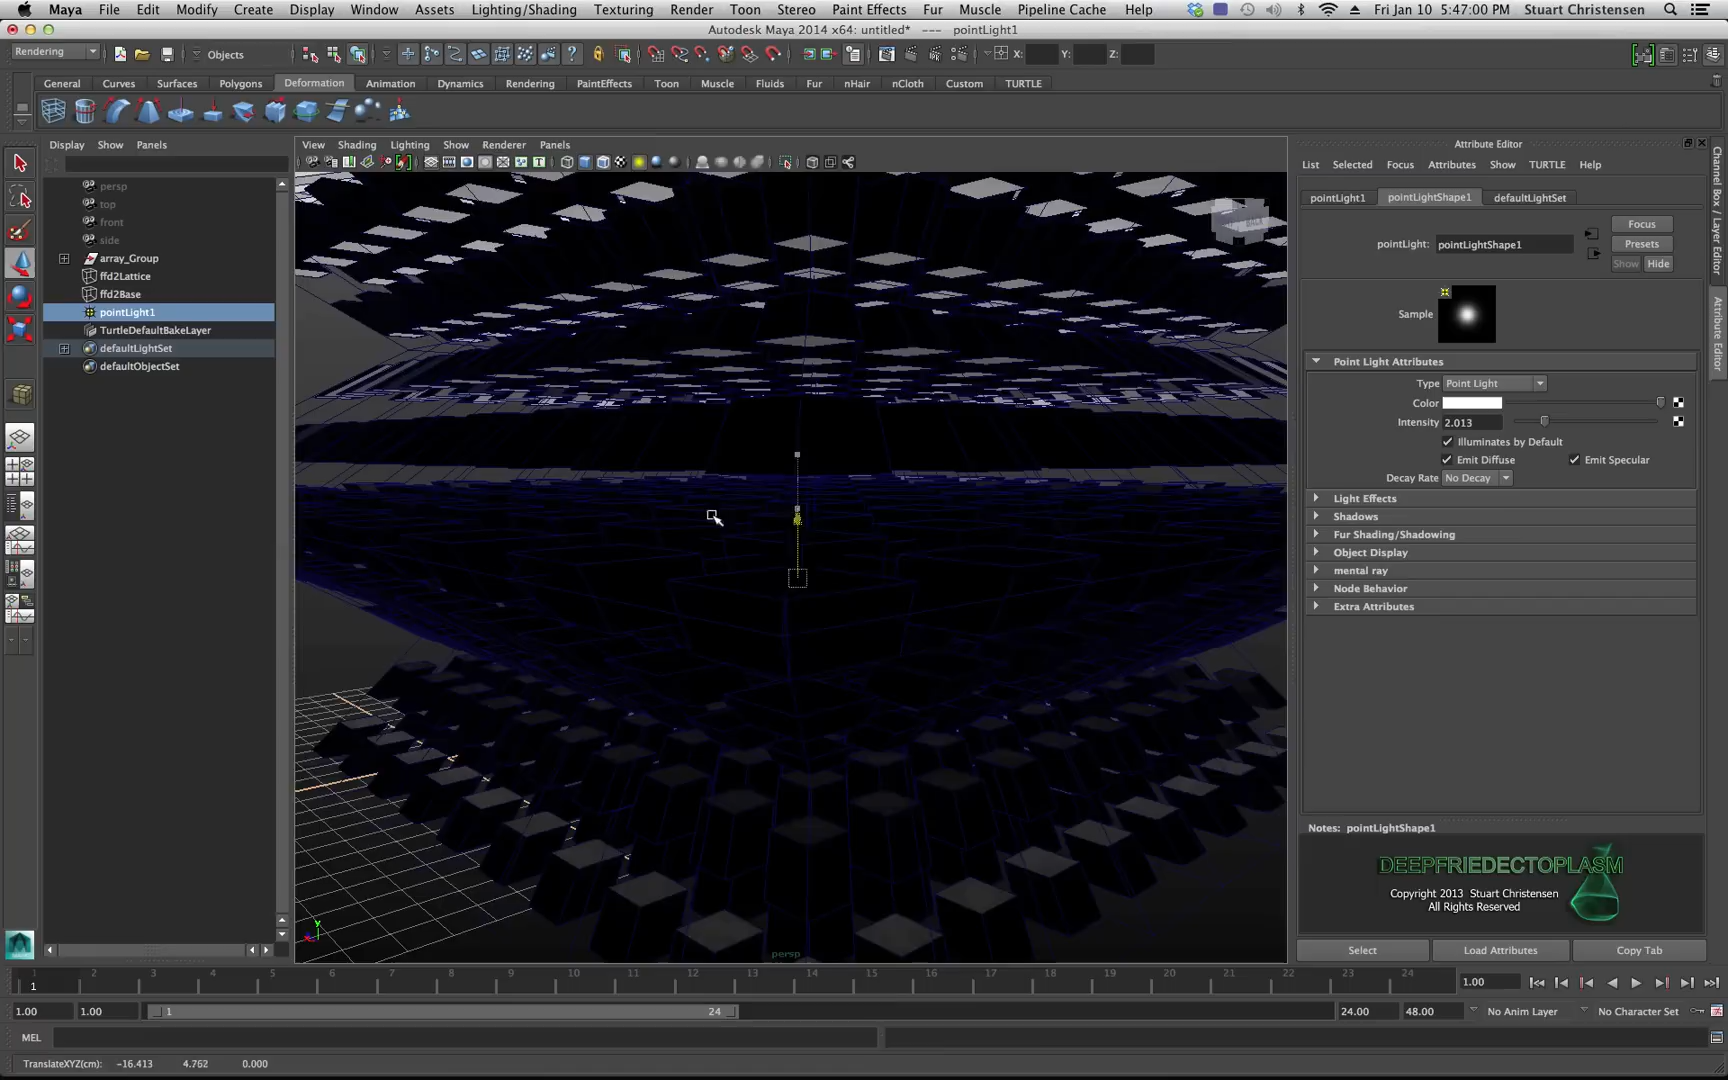 Maya File Edit Modify Create Display Window Assets Lighting/Shading Texturing Render Toon Stereo Paint Effects Fur Muscle Pipeline Cache Help Fri Jan 10 5:47:00 PM Stuart Christensen
Autodesk Maya 2014 x64: untitled* --- pointLight1
Rendering Objects X: Y: Z:
General Curves Surfaces Polygons Deformation Animation Dynamics Rendering PaintEffects Toon Muscle Fluids Fur nHair nCloth Custom TURTLE
Display Show Panels
persp
top
front
side
array_Group
ffd2Lattice
ffd2Base
pointLight1
TurtleDefaultBakeLayer
defaultLightSet
defaultObjectSet
View Shading Lighting Show Renderer Panels
persp
y
Attribute Editor
List Selected Focus Attributes Show TURTLE Help
pointLight1 pointLightShape1 defaultLightSet
Focus
pointLight: pointLightShape1 Presets
Show Hide
Sample
Point Light Attributes
Type Point Light
Color
Intensity 2.013
Illuminates by Default
Emit Diffuse Emit Specular
Decay Rate No Decay
Light Effects
Shadows
Fur Shading/Shadowing
Object Display
mental ray
Node Behavior
Extra Attributes
Notes: pointLightShape1
DEEPFRIEDECTOPLASM
Copyright 2013 Stuart Christensen
All Rights Reserved
Select Load Attributes Copy Tab
Channel Box / Layer Editor
Attribute Editor
1 2 3 4 5 6 7 8 9 10 11 12 13 14 15 16 17 18 19 20 21 22 23 24
1 1.00
1.00 1.00 1 24 24.00 48.00 No Anim Layer No Character Set
MEL
TranslateXYZ(cm): -16.413 4.762 0.000